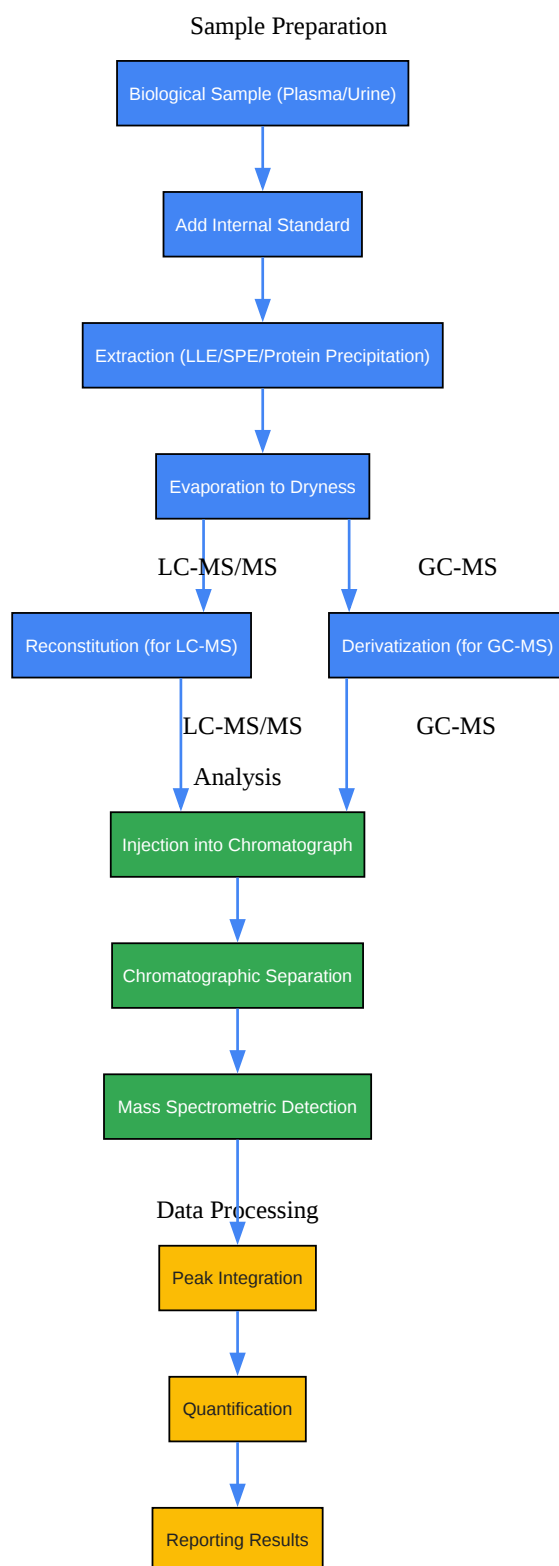 Sample Preparation
Biological Sample (Plasma/Urine)
Add Internal Standard
Extraction (LLE/SPE/Protein Precipitation)
Evaporation to Dryness
LC-MS/MS
GC-MS
Reconstitution (for LC-MS)
Derivatization (for GC-MS)
LC-MS/MS
GC-MS
Analysis
Injection into Chromatograph
Chromatographic Separation
Mass Spectrometric Detection
Data Processing
Peak Integration
Quantification
Reporting Results